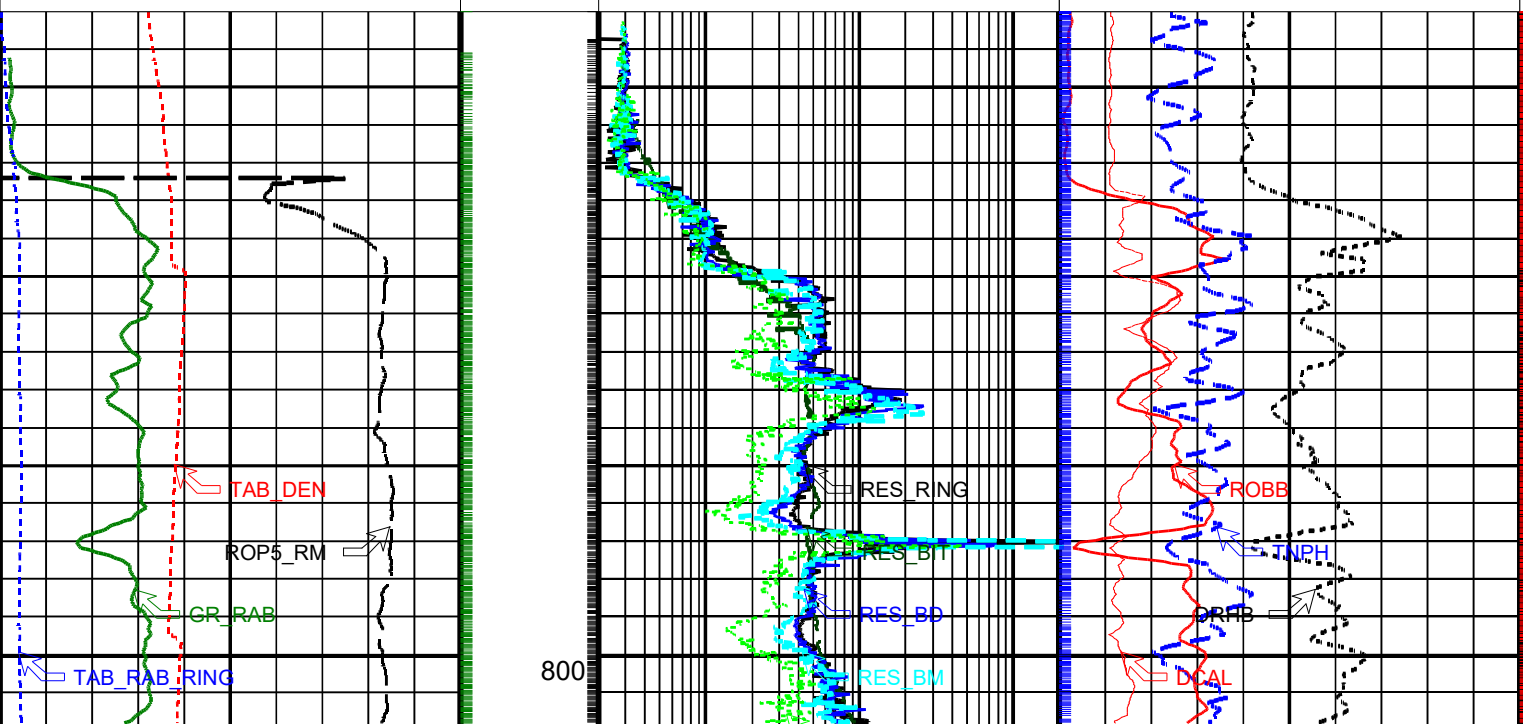 TAB_DEN
RES_RING
ROBB
ROP5_RM
RES_BIT
TNPH
GR_RAB
RES_BD
DRHB
800
TAB_RAB_RING
RES_BM
DCAL